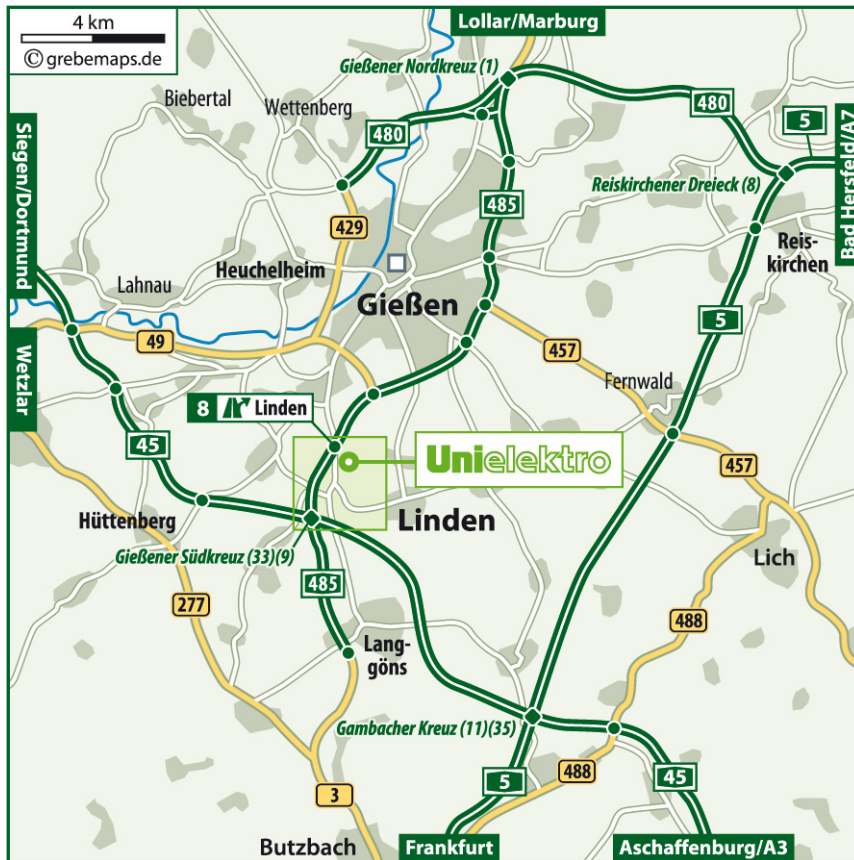 4 km
© grebemaps.de
Lollar/Marburg
Gießener Nordkreuz (1)
Biebertal
Wettenberg
480
480
5
Siegen/Dortmund
Bad Hersfeld/A7
Reiskirchener Dreieck (8)
485
429
Reis-
kirchen
Heuchelheim
Lahnau
Gießen
5
49
457
Wetzlar
Fernwald
8 Linden
45
Unielektro
457
Hüttenberg
Linden
Gießener Südkreuz (33)(9)
Lich
485
277
488
Lang-
göns
Gambacher Kreuz (11)(35)
5
488
45
3
Butzbach
Frankfurt
Aschaffenburg/A3